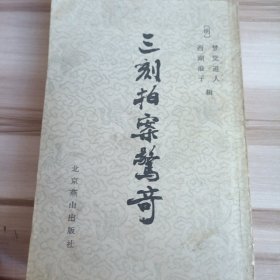 ［明］梦觉道人
西湖浪子 辑
三刻拍案驚奇
北京燕山出版社